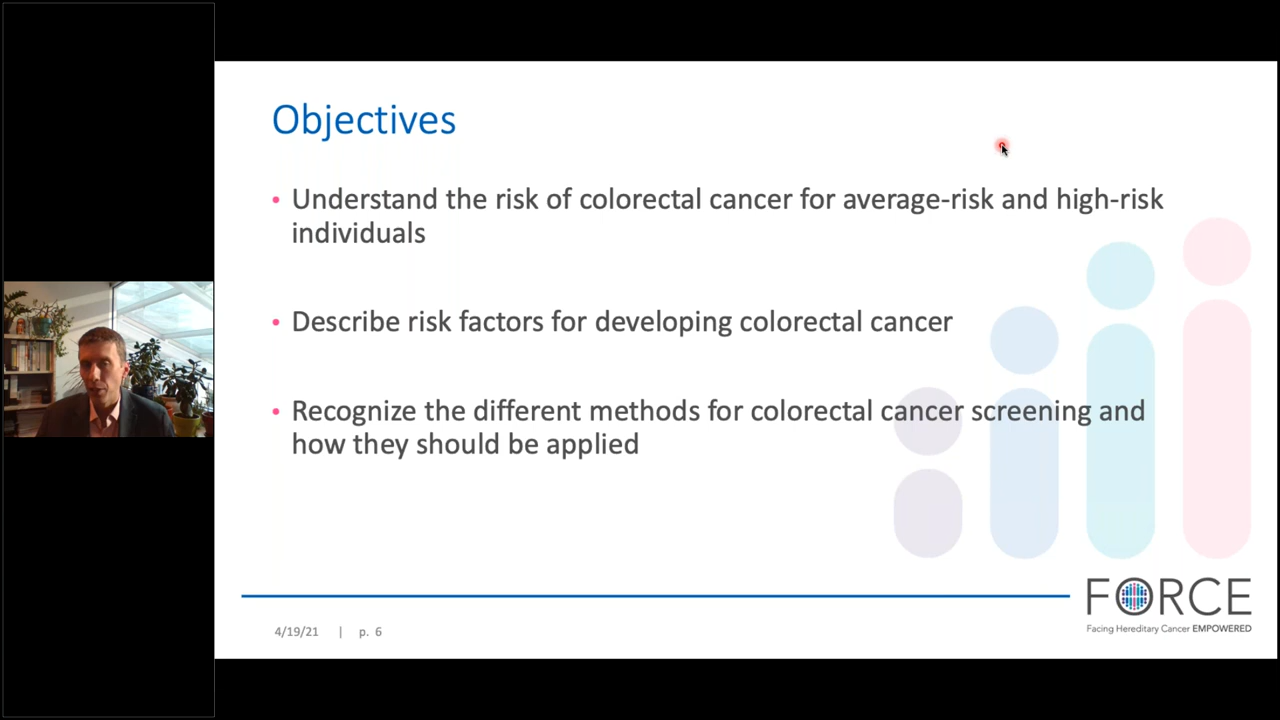 Objectives
• Understand the risk of colorectal cancer for average-risk and high-risk
individuals
• Describe risk factors for developing colorectal cancer
• Recognize the different methods for colorectal cancer screening and
how they should be applied
4/19/21 | p. 6
FORCE
Facing Hereditary Cancer EMPOWERED